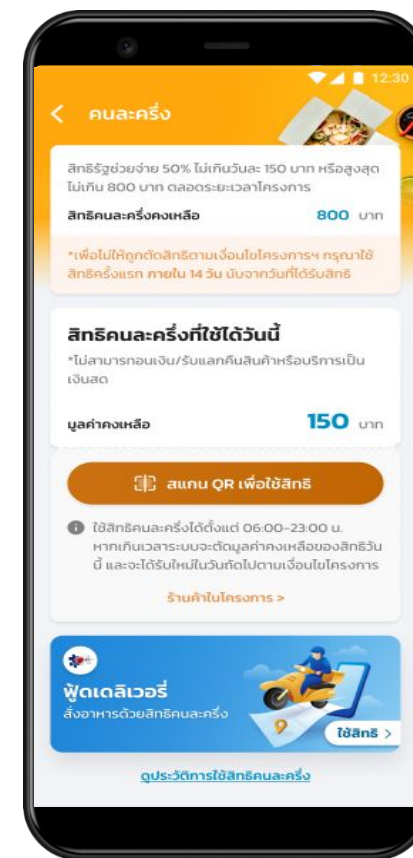 12:30
< คนละครึ่ง
สิทธิรัฐช่วยจ่าย 50% ไม่เกินวันละ 150 บาท หรือสูงสุด
ไม่เกิน 800 บาท ตลอดระยะเวลาโครงการ
สิทธิคนละครึ่งคงเหลือ 800 บาท
*เพื่อไม่ให้ถูกตัดสิทธิตามเงื่อนไขโครงการฯ กรุณาใช้
สิทธิครั้งแรก ภายใน 14 วัน นับจากวันที่ได้รับสิทธิ
สิทธิคนละครึ่งที่ใช้ได้วันนี้
*ไม่สามารถถอนเงิน/รับแลกคืนสินค้าหรือบริการเป็น
เงินสด
มูลค่าคงเหลือ 150 บาท
สแกน QR เพื่อใช้สิทธิ
ใช้สิทธิคนละครึ่งได้ตั้งแต่ 06:00-23:00 น.
หากเกินเวลาระบบจะตัดมูลค่าคงเหลือของสิทธิวัน
นี้ และจะได้รับใหม่ในวันถัดไปตามเงื่อนไขโครงการ
ร้านค้าในโครงการ >
ฟู้ดเดลิเวอรี่
สั่งอาหารด้วยสิทธิคนละครึ่ง
ใช้สิทธิ >
ดูประวัติการใช้สิทธิคนละครึ่ง